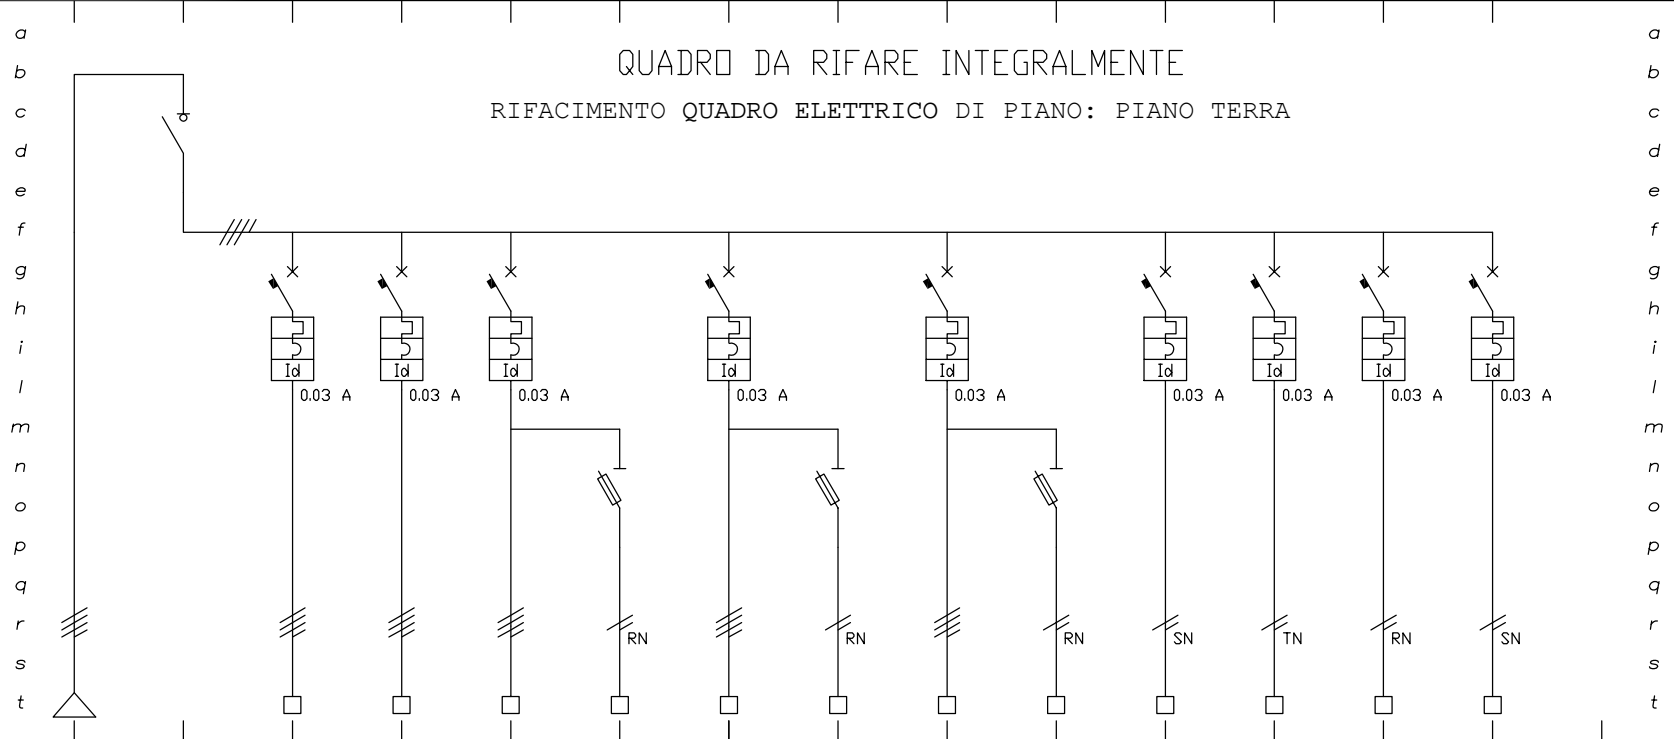 a a
QUADRO DA RIFARE INTEGRALMENTE
b b
c RIFACIMENTO QUADRO ELETTRICO DI PIANO: PIANO TERRA c
d d
e e
f f
g g
h h
i i
Id Id Id Id Id Id Id Id Id
l 0.03 A 0.03 A 0.03 A 0.03 A 0.03 A 0.03 A 0.03 A 0.03 A 0.03 A l
m m
n n
o o
p p
q q
r r
RN RN RN SN TN RN SN
s s
t t